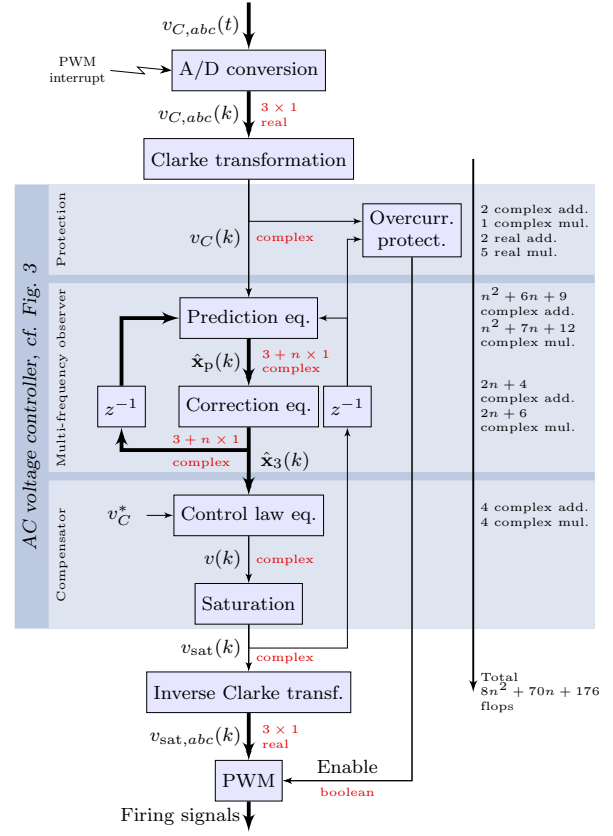 v_{C,abc}(t)
PWM
interrupt
A/D conversion
v_{C,abc}(k)
3 × 1
real
Clarke transformation
AC voltage controller, cf. Fig. 3
Protection
v_C(k)
complex
Overcurr.
protect.
2 complex add.
1 complex mul.
2 real add.
5 real mul.
Multi-frequency observer
Prediction eq.
n² + 6n + 9
complex add.
n² + 7n + 12
complex mul.
x̂_p(k)
3 + n × 1
complex
z⁻¹
Correction eq.
z⁻¹
2n + 4
complex add.
2n + 6
complex mul.
3 + n × 1
complex
x̂_3(k)
Compensator
v_C^*
Control law eq.
4 complex add.
4 complex mul.
v(k)
complex
Saturation
v_sat(k)
complex
Inverse Clarke transf.
Total
8n² + 70n + 176
flops
v_{sat,abc}(k)
3 × 1
real
PWM
Enable
boolean
Firing signals